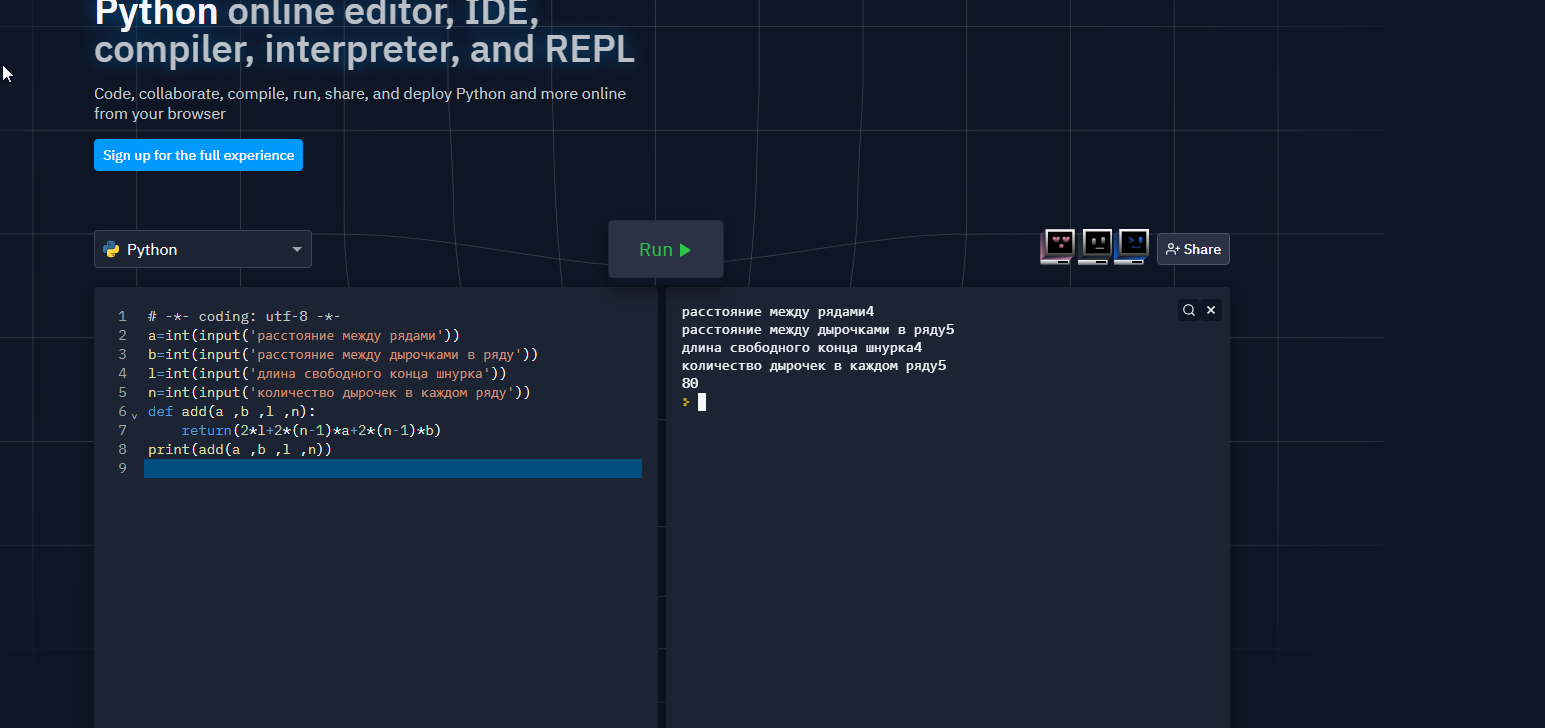 Python online editor, IDE,
compiler, interpreter, and REPL
Code, collaborate, compile, run, share, and deploy Python and more online
from your browser
Sign up for the full experience
Python
Run
Share
1 # -*- coding: utf-8 -*-
2 a=int(input('расстояние между рядами'))
3 b=int(input('расстояние между дырочками в ряду'))
4 l=int(input('длина свободного конца шнурка'))
5 n=int(input('количество дырочек в каждом ряду'))
6 def add(a ,b ,l ,n):
7 return(2*l+2*(n-1)*a+2*(n-1)*b)
8 print(add(a ,b ,l ,n))
9
расстояние между рядами4
расстояние между дырочками в ряду5
длина свободного конца шнурка4
количество дырочек в каждом ряду5
80